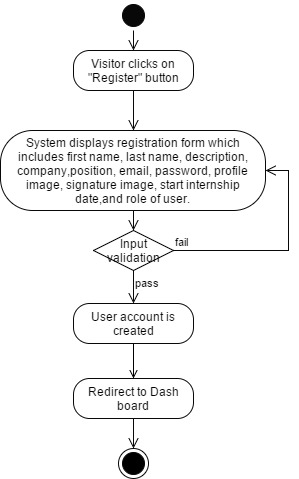 Visitor clicks on
"Register" button
System displays registration form which
includes first name, last name, description,
company,position, email, password, profile
image, signature image, start internship
date,and role of user.
Input
validation
fail
pass
User account is
created
Redirect to Dash
board